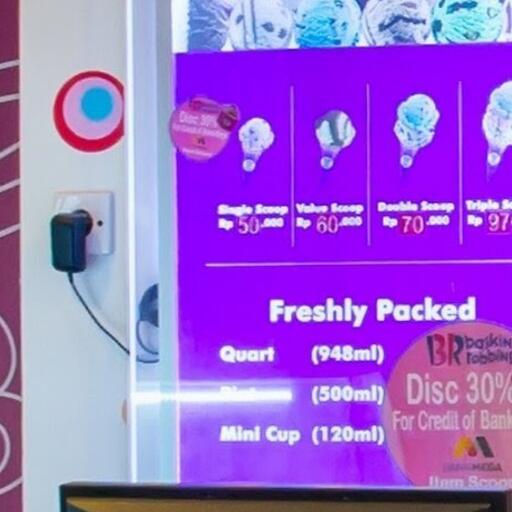 Disc 30%
Single Scoop
Value Scoop
Double Scoop
Triple
Rp 50.000
Rp 60.000
Rp 70.000
Rp 97
Freshly Packed
Quart (948ml)
(500ml)
Mini Cup (120ml)
BR baskin
robbins
Disc 30%
For Credit of Bank
BANK MEGA
Item Scoop